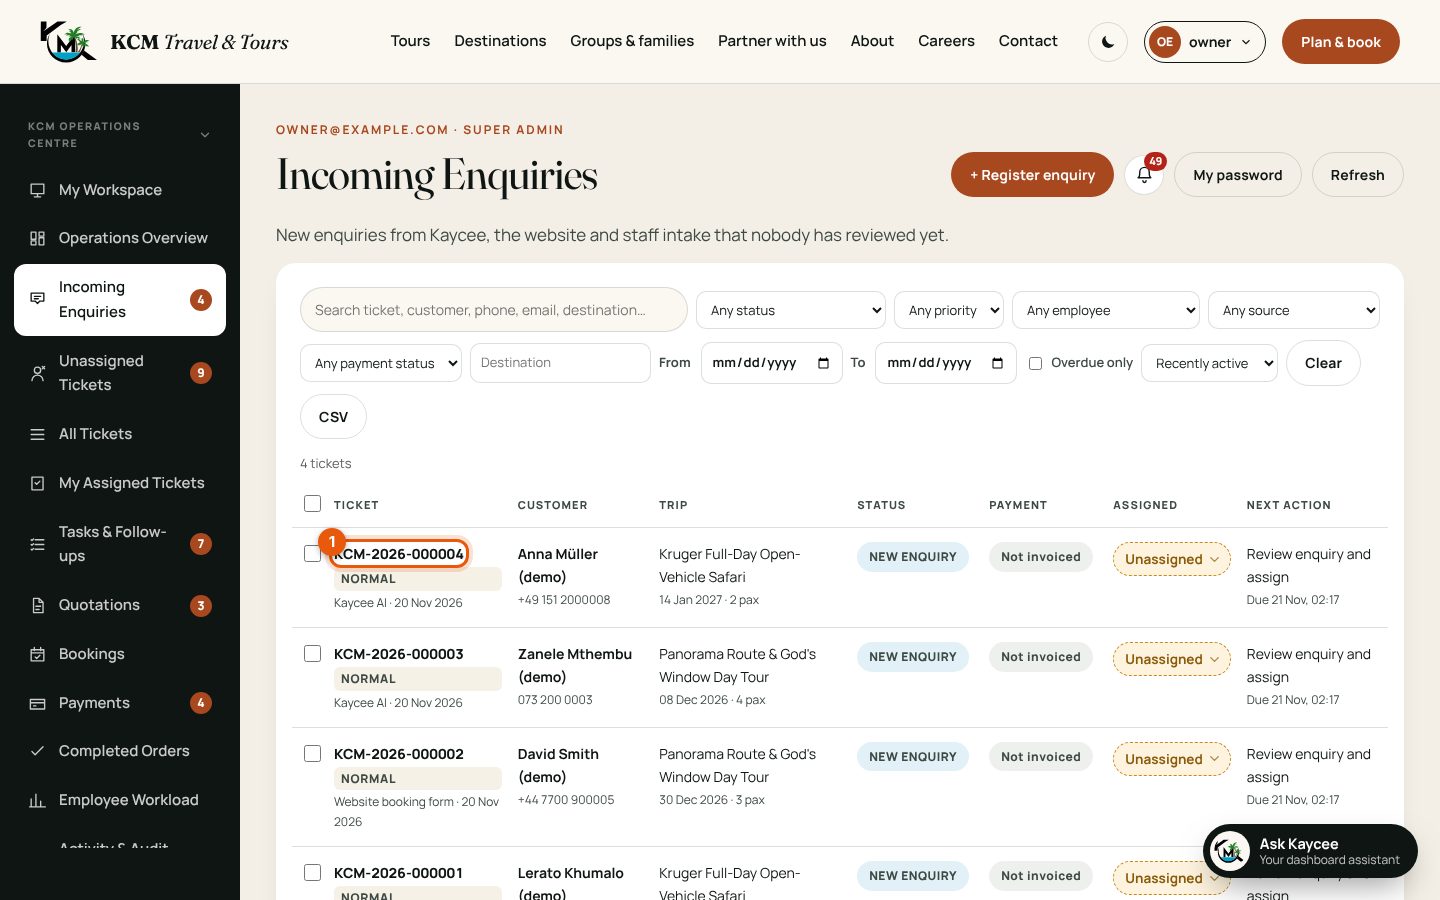 KCM Travel & Tours
Tours
Destinations
Groups & families
Partner with us
About
Careers
Contact
OE
owner
Plan & book
KCM OPERATIONS
CENTRE
My Workspace
Operations Overview
Incoming
Enquiries
4
Unassigned
Tickets
9
All Tickets
My Assigned Tickets
Tasks & Follow-
ups
7
Quotations
3
Bookings
Payments
4
Completed Orders
Employee Workload
Activity & Audit
OWNER@EXAMPLE.COM · SUPER ADMIN
Incoming Enquiries
+ Register enquiry
49
My password
Refresh
New enquiries from Kaycee, the website and staff intake that nobody has reviewed yet.
Search ticket, customer, phone, email, destination...
Any status
Any priority
Any employee
Any source
Any payment status
Destination
From
mm/dd/yyyy
To
mm/dd/yyyy
Overdue only
Recently active
Clear
CSV
4 tickets
TICKET
CUSTOMER
TRIP
STATUS
PAYMENT
ASSIGNED
NEXT ACTION
1
KCM-2026-000004
NORMAL
Kaycee AI · 20 Nov 2026
Anna Müller
(demo)
+49 151 2000008
Kruger Full-Day Open-
Vehicle Safari
14 Jan 2027 · 2 pax
NEW ENQUIRY
Not invoiced
Unassigned
Review enquiry and
assign
Due 21 Nov, 02:17
KCM-2026-000003
NORMAL
Kaycee AI · 20 Nov 2026
Zanele Mthembu
(demo)
073 200 0003
Panorama Route & God's
Window Day Tour
08 Dec 2026 · 4 pax
NEW ENQUIRY
Not invoiced
Unassigned
Review enquiry and
assign
Due 21 Nov, 02:17
KCM-2026-000002
NORMAL
Website booking form · 20 Nov
2026
David Smith
(demo)
+44 7700 900005
Panorama Route & God's
Window Day Tour
30 Dec 2026 · 3 pax
NEW ENQUIRY
Not invoiced
Unassigned
Review enquiry and
assign
Due 21 Nov, 02:17
KCM-2026-000001
NORMAL
Lerato Khumalo
(demo)
Kruger Full-Day Open-
Vehicle Safari
NEW ENQUIRY
Not invoiced
Unassigned
assign
Ask Kaycee
Your dashboard assistant